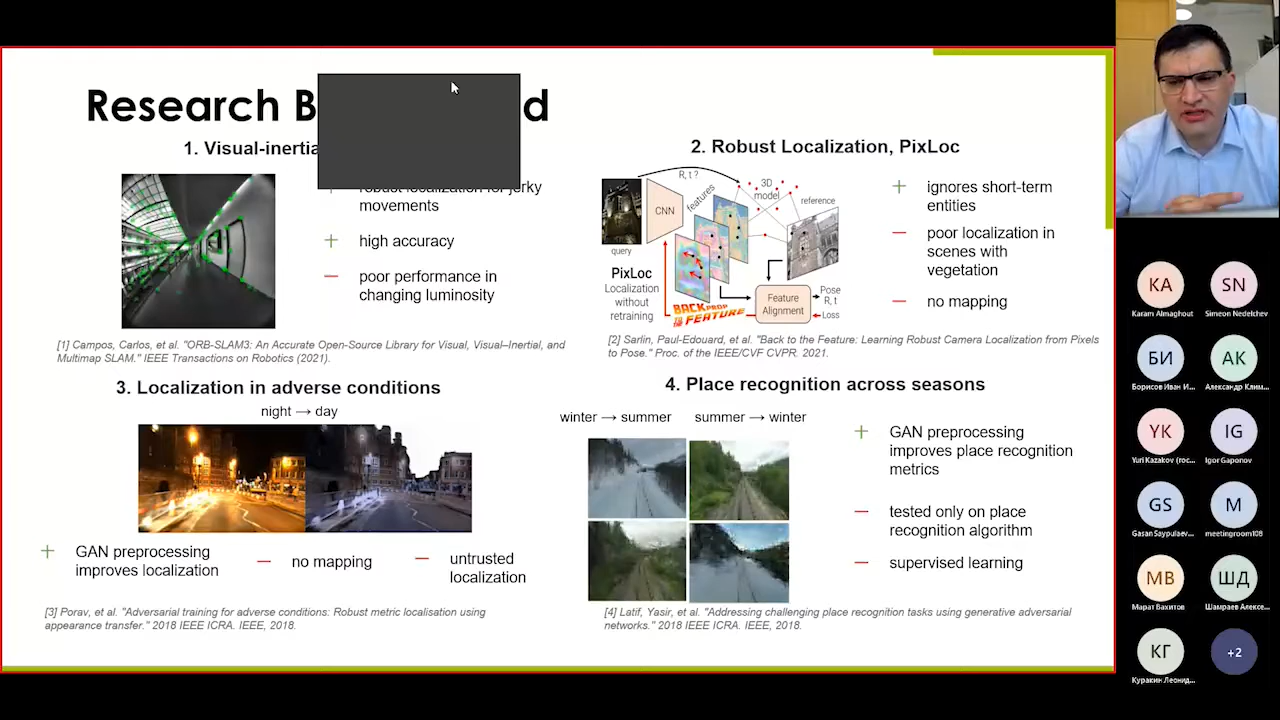 Research B d
1. Visual-inertia
robust localization for jerky
movements
+ high accuracy
— poor performance in
changing luminosity
[1] Campos, Carlos, et al. "ORB-SLAM3: An Accurate Open-Source Library for Visual, Visual–Inertial, and
Multimap SLAM." IEEE Transactions on Robotics (2021).
2. Robust Localization, PixLoc
R, t ?
CNN
features
3D
model
reference
query
PixLoc
Localization
without
retraining
BACK PROP
TO THE FEATURE
Feature
Alignment
Pose
R, t
Loss
+ ignores short-term
entities
— poor localization in
scenes with
vegetation
— no mapping
[2] Sarlin, Paul-Edouard, et al. "Back to the Feature: Learning Robust Camera Localization from Pixels
to Pose." Proc. of the IEEE/CVF CVPR. 2021.
3. Localization in adverse conditions
night → day
+ GAN preprocessing
improves localization
— no mapping
— untrusted
localization
[3] Porav, et al. "Adversarial training for adverse conditions: Robust metric localisation using
appearance transfer." 2018 IEEE ICRA. IEEE, 2018.
4. Place recognition across seasons
winter → summer
summer → winter
+ GAN preprocessing
improves place recognition
metrics
— tested only on place
recognition algorithm
— supervised learning
[4] Latif, Yasir, et al. "Addressing challenging place recognition tasks using generative adversarial
networks." 2018 IEEE ICRA. IEEE, 2018.
KA
Karam Almaghout
SN
Simeon Nedelchev
БИ
Борисов Иван И...
АК
Александр Клим...
YK
Yuri Kazakov (гос...
IG
Igor Gaponov
GS
Gasan Saypulaev...
M
meetingroom108
МВ
Марат Вахитов
ШД
Шамраев Алексе...
КГ
Куракин Леонид...
+2